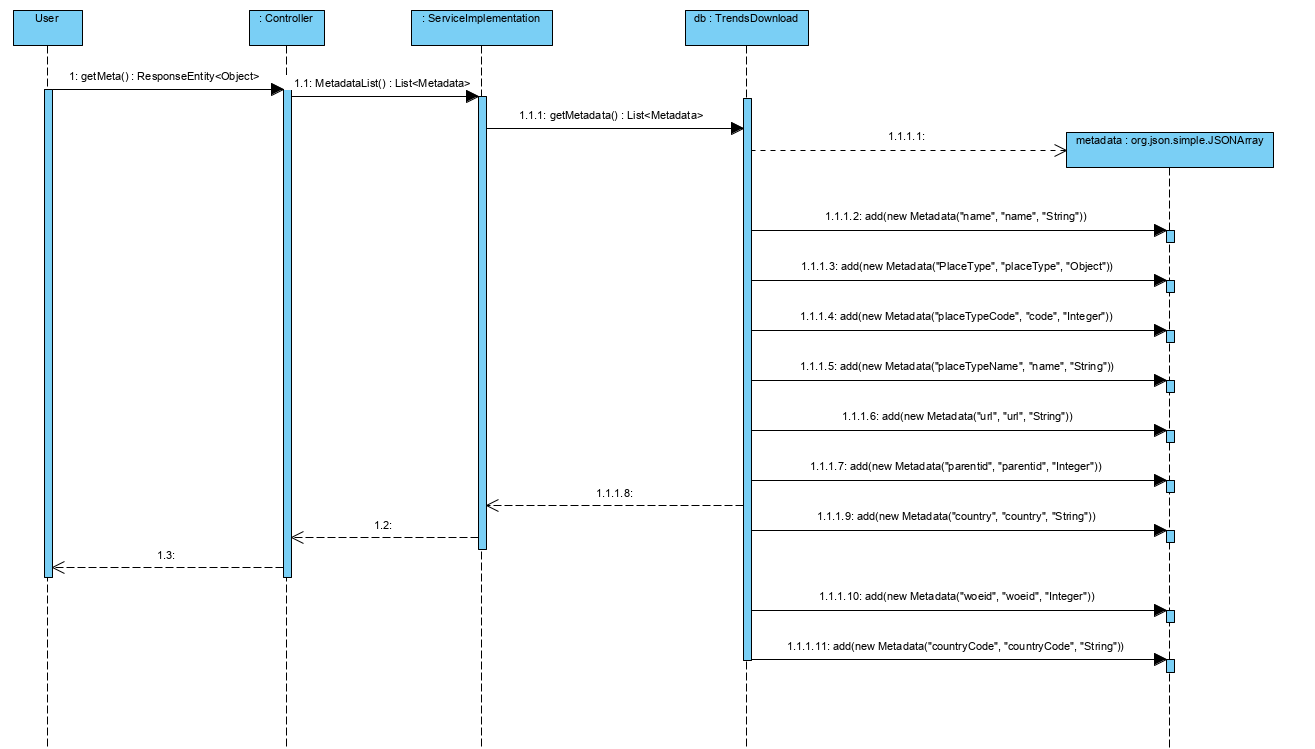 User
: Controller
: ServiceImplementation
db : TrendsDownload
1: getMeta() : ResponseEntity<Object>
1.1: MetadataList() : List<Metadata>
1.1.1: getMetadata() : List<Metadata>
1.1.1.1:
metadata : org.json.simple.JSONArray
1.1.1.2: add(new Metadata("name", "name", "String"))
1.1.1.3: add(new Metadata("PlaceType", "placeType", "Object"))
1.1.1.4: add(new Metadata("placeTypeCode", "code", "Integer"))
1.1.1.5: add(new Metadata("placeTypeName", "name", "String"))
1.1.1.6: add(new Metadata("url", "url", "String"))
1.1.1.7: add(new Metadata("parentid", "parentid", "Integer"))
1.1.1.8:
1.1.1.9: add(new Metadata("country", "country", "String"))
1.2:
1.3:
1.1.1.10: add(new Metadata("woeid", "woeid", "Integer"))
1.1.1.11: add(new Metadata("countryCode", "countryCode", "String"))